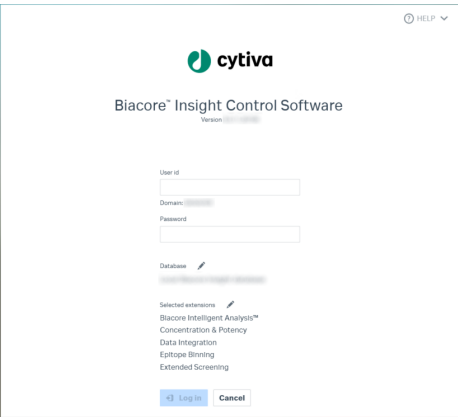 HELP
cytiva
Biacore™ Insight Control Software
Version
User id
Domain:
Password
Database
Selected extensions
Biacore Intelligent Analysis™
Concentration & Potency
Data Integration
Epitope Binning
Extended Screening
Log in Cancel